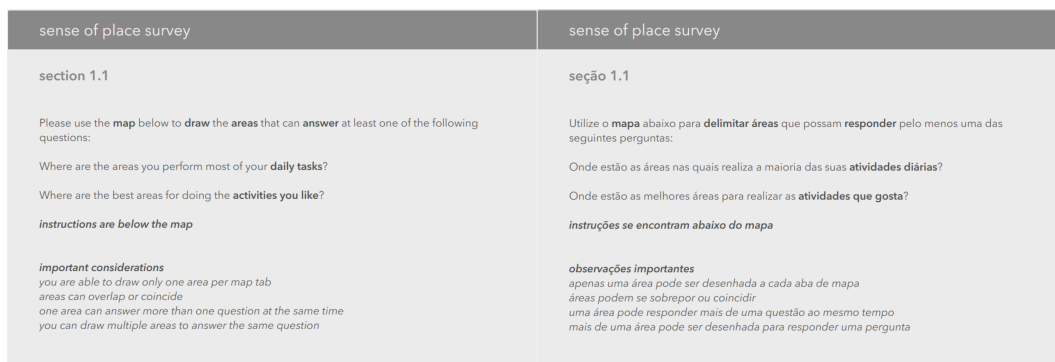 sense of place survey
section 1.1
Please use the map below to draw the areas that can answer at least one of the following
questions:
Where are the areas you perform most of your daily tasks?
Where are the best areas for doing the activities you like?
instructions are below the map
important considerations
you are able to draw only one area per map tab
areas can overlap or coincide
one area can answer more than one question at the same time
you can draw multiple areas to answer the same question
sense of place survey
seção 1.1
Utilize o mapa abaixo para delimitar áreas que possam responder pelo menos uma das
seguintes perguntas:
Onde estão as áreas nas quais realiza a maioria das suas atividades diárias?
Onde estão as melhores áreas para realizar as atividades que gosta?
instruções se encontram abaixo do mapa
observações importantes
apenas uma área pode ser desenhada a cada aba de mapa
áreas podem se sobrepor ou coincidir
uma área pode responder mais de uma questão ao mesmo tempo
mais de uma área pode ser desenhada para responder uma pergunta